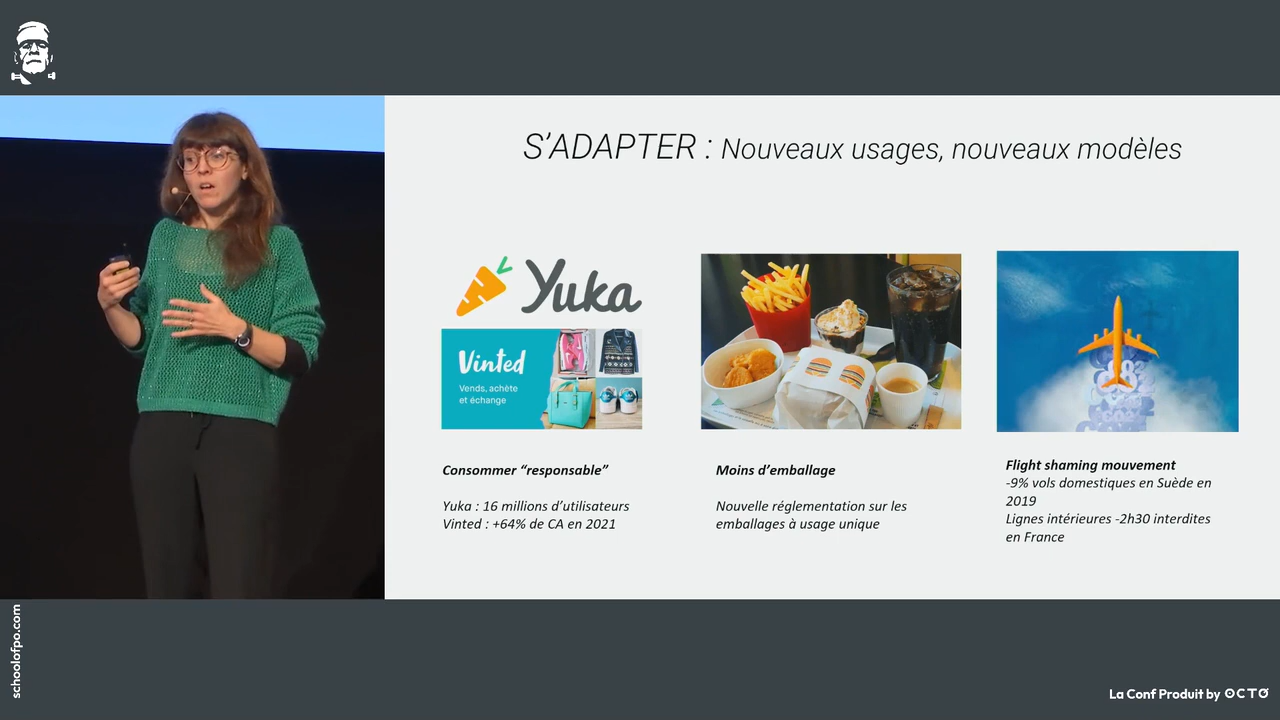 S’ADAPTER : Nouveaux usages, nouveaux modèles
Yuka
Vinted
Vends, achète
et échange
Consommer “responsable”
Yuka : 16 millions d’utilisateurs
Vinted : +64% de CA en 2021
Moins d’emballage
Nouvelle réglementation sur les
emballages à usage unique
Flight shaming mouvement
-9% vols domestiques en Suède en
2019
Lignes intérieures -2h30 interdites
en France
schoolofpo.com
La Conf Produit by OCTO